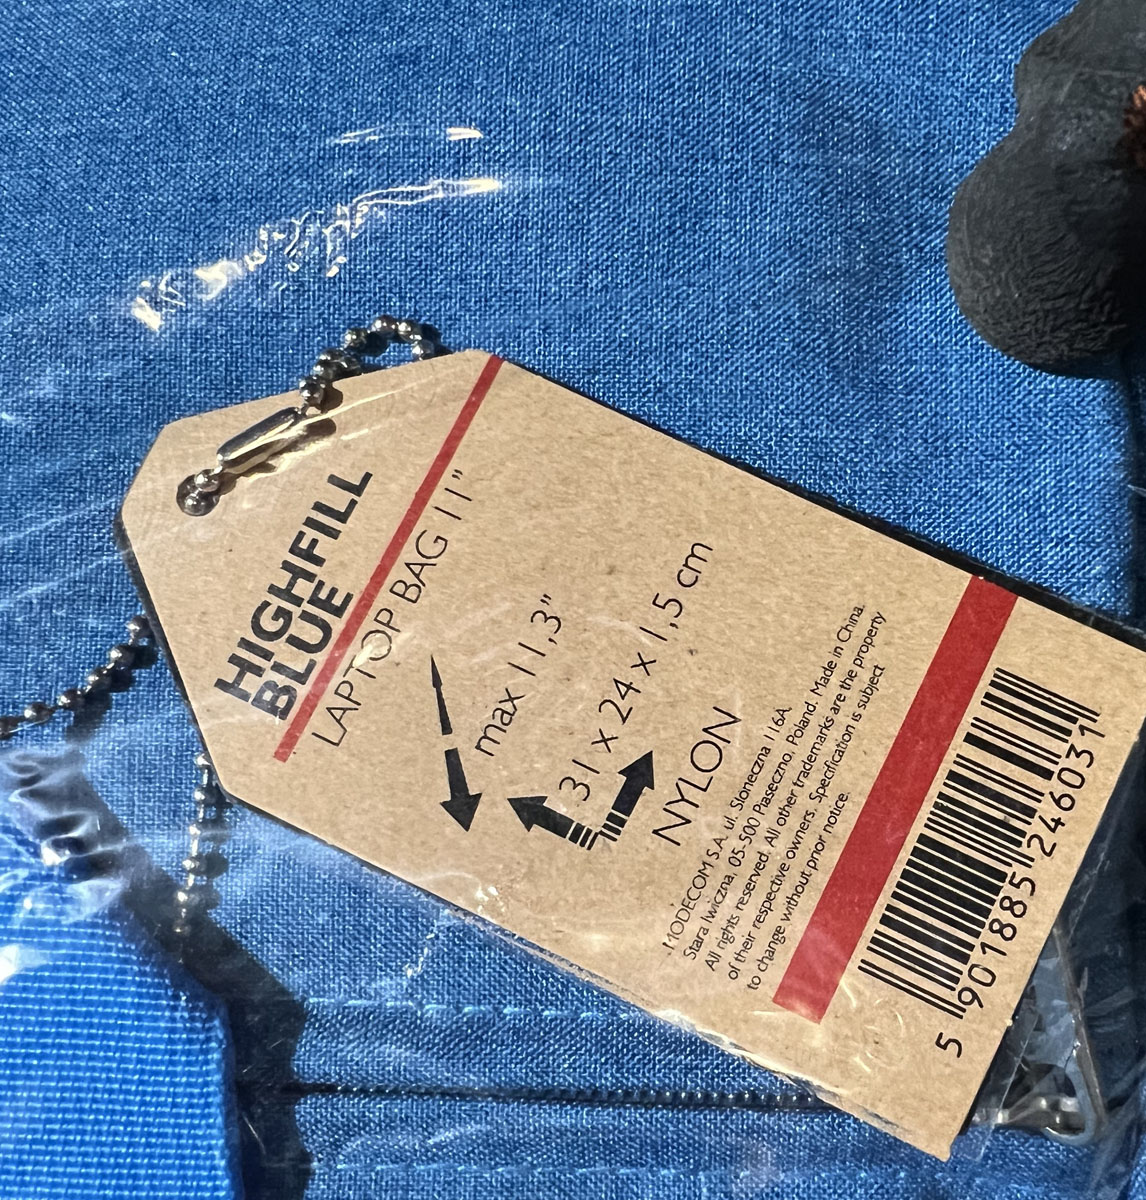 HIGHFILL
BLUE
LAPTOP BAG 11"
max 11,3"
31 x 24 x 1,5 cm
NYLON
MODECOM S.A. ul. Słoneczna 116A,
Stara Iwiczna, 05-500 Piaseczno, Poland. Made in China.
All rights reserved. All other trademarks are the property
of their respective owners. Specification is subject
to change without prior notice.
5 901885 246031